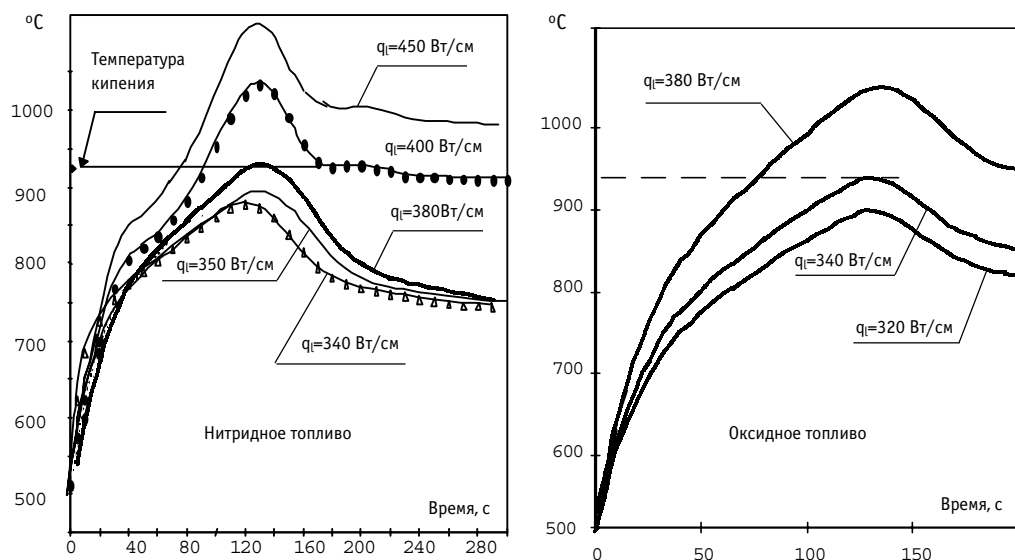 °C
Температура
кипения
1000
900
800
700
600
500
qₗ=450 Вт/см
qₗ=400 Вт/см
qₗ=380Вт/см
qₗ=350 Вт/см
qₗ=340 Вт/см
Нитридное топливо
Время, с
0 40 80 120 160 200 240 280
°C
1000
900
800
700
600
500
qₗ=380 Вт/см
qₗ=340 Вт/см
qₗ=320 Вт/см
Оксидное топливо
Время, с
0 50 100 150